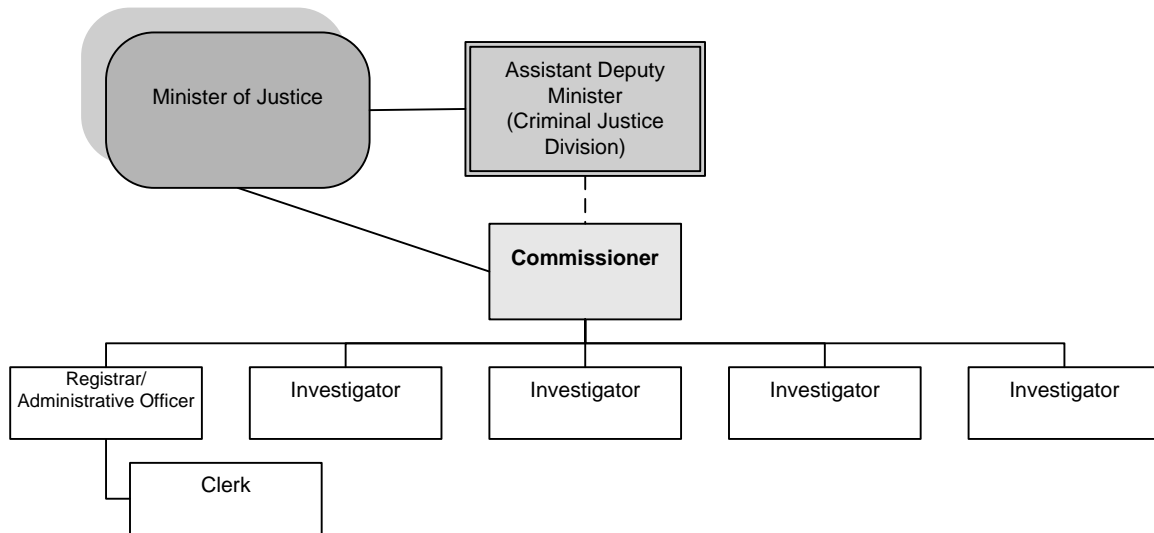 Minister of Justice
Assistant Deputy
Minister
(Criminal Justice
Division)
Commissioner
Registrar/
Administrative Officer
Investigator
Investigator
Investigator
Investigator
Clerk